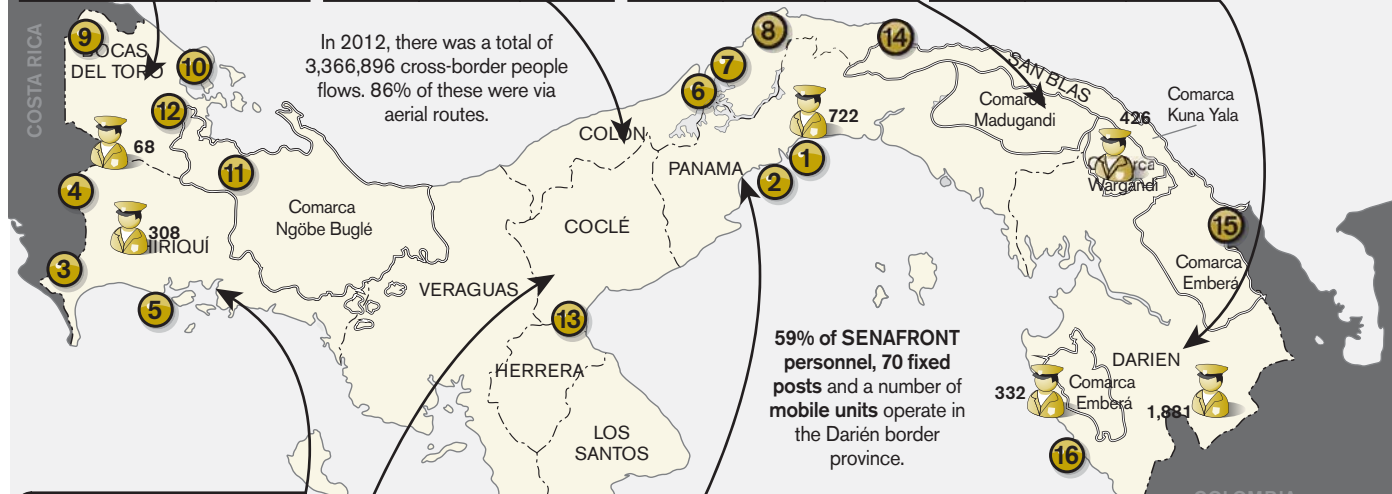 COSTA RICA
9
BOCAS
DEL TORO
10
12
68
4
11
308
CHIRIQUÍ
3
5
Comarca
Ngöbe Buglé
VERAGUAS
In 2012, there was a total of
3,366,896 cross-border people
flows. 86% of these were via
aerial routes.
COLÓN
COCLÉ
13
HERRERA
LOS
SANTOS
8
7
6
722
PANAMA
1
2
14
SAN BLAS
Comarca
Madugandi
426
Comarca
Kuna Yala
Comarca
Wargandi
15
Comarca
Emberá
59% of SENAFRONT
personnel, 70 fixed
posts and a number of
mobile units operate in
the Darién border
province.
DARIEN
332
Comarca
Emberá
1,881
16
COLOMBIA